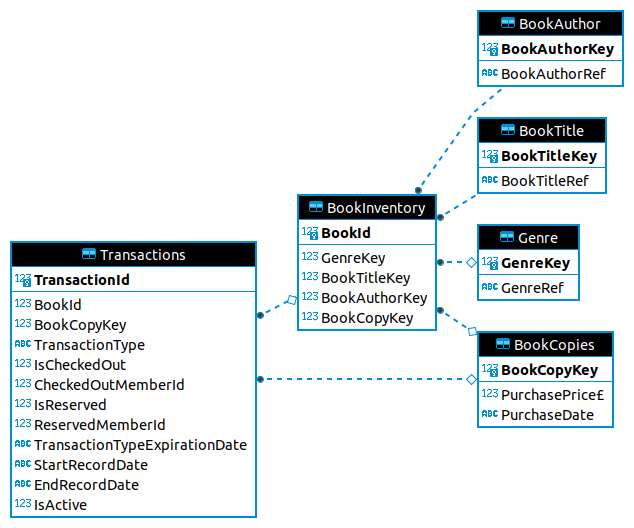 BookAuthor
123 BookAuthorKey
ABC BookAuthorRef
BookTitle
123 BookTitleKey
ABC BookTitleRef
BookInventory
123 BookId
123 GenreKey
123 BookTitleKey
123 BookAuthorKey
123 BookCopyKey
Genre
123 GenreKey
ABC GenreRef
Transactions
123 TransactionId
123 BookId
123 BookCopyKey
ABC TransactionType
123 IsCheckedOut
123 CheckedOutMemberId
123 IsReserved
123 ReservedMemberId
ABC TransactionTypeExpirationDate
ABC StartRecordDate
ABC EndRecordDate
123 IsActive
BookCopies
123 BookCopyKey
123 PurchasePrice£
ABC PurchaseDate